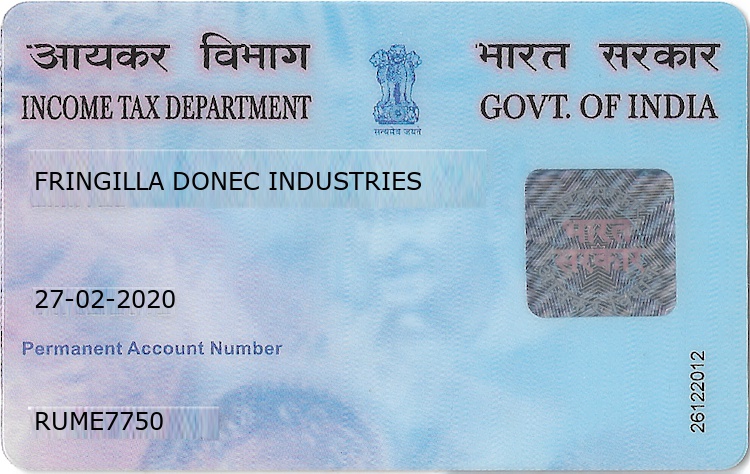 आयकर विभाग
भारत सरकार
INCOME TAX DEPARTMENT
GOVT. OF INDIA
सत्यमेव जयते
FRINGILLA DONEC INDUSTRIES
भारत
सरकार
27-02-2020
Permanent Account Number
RUME7750
26122012